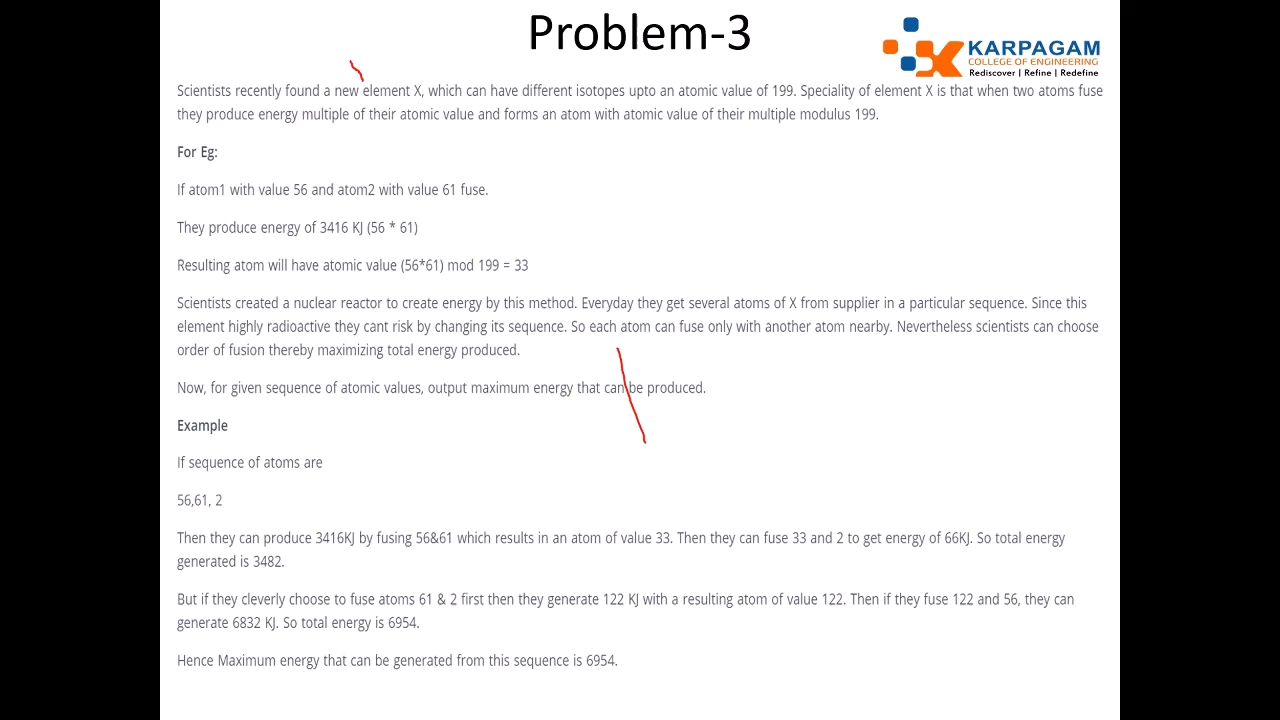 Problem-3
KARPAGAM
COLLEGE OF ENGINEERING
Rediscover | Refine | Redefine
Scientists recently found a new element X, which can have different isotopes upto an atomic value of 199. Speciality of element X is that when two atoms fuse
they produce energy multiple of their atomic value and forms an atom with atomic value of their multiple modulus 199.
For Eg:
If atom1 with value 56 and atom2 with value 61 fuse.
They produce energy of 3416 KJ (56 * 61)
Resulting atom will have atomic value (56*61) mod 199 = 33
Scientists created a nuclear reactor to create energy by this method. Everyday they get several atoms of X from supplier in a particular sequence. Since this
element highly radioactive they cant risk by changing its sequence. So each atom can fuse only with another atom nearby. Nevertheless scientists can choose
order of fusion thereby maximizing total energy produced.
Now, for given sequence of atomic values, output maximum energy that can be produced.
Example
If sequence of atoms are
56,61, 2
Then they can produce 3416KJ by fusing 56&61 which results in an atom of value 33. Then they can fuse 33 and 2 to get energy of 66KJ. So total energy
generated is 3482.
But if they cleverly choose to fuse atoms 61 & 2 first then they generate 122 KJ with a resulting atom of value 122. Then if they fuse 122 and 56, they can
generate 6832 KJ. So total energy is 6954.
Hence Maximum energy that can be generated from this sequence is 6954.